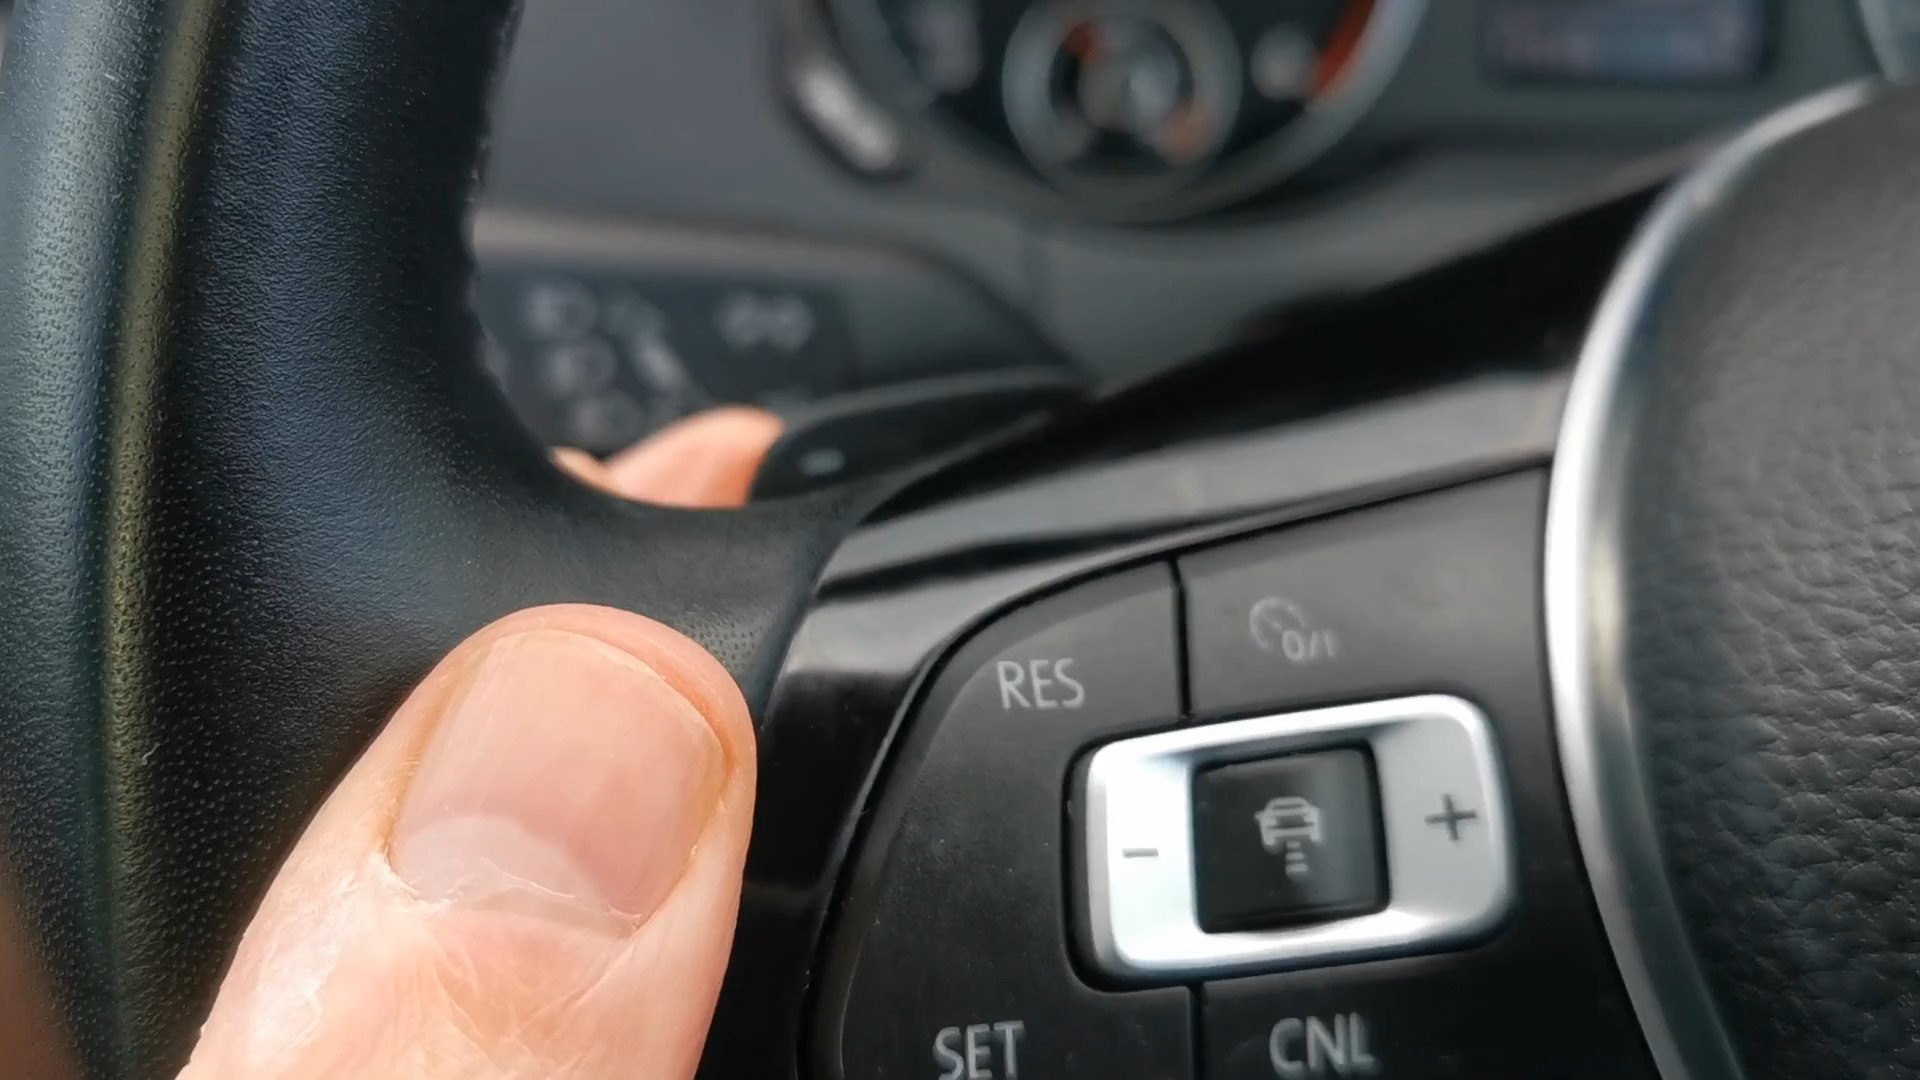 0/I
RES
-
+
SET
CNL